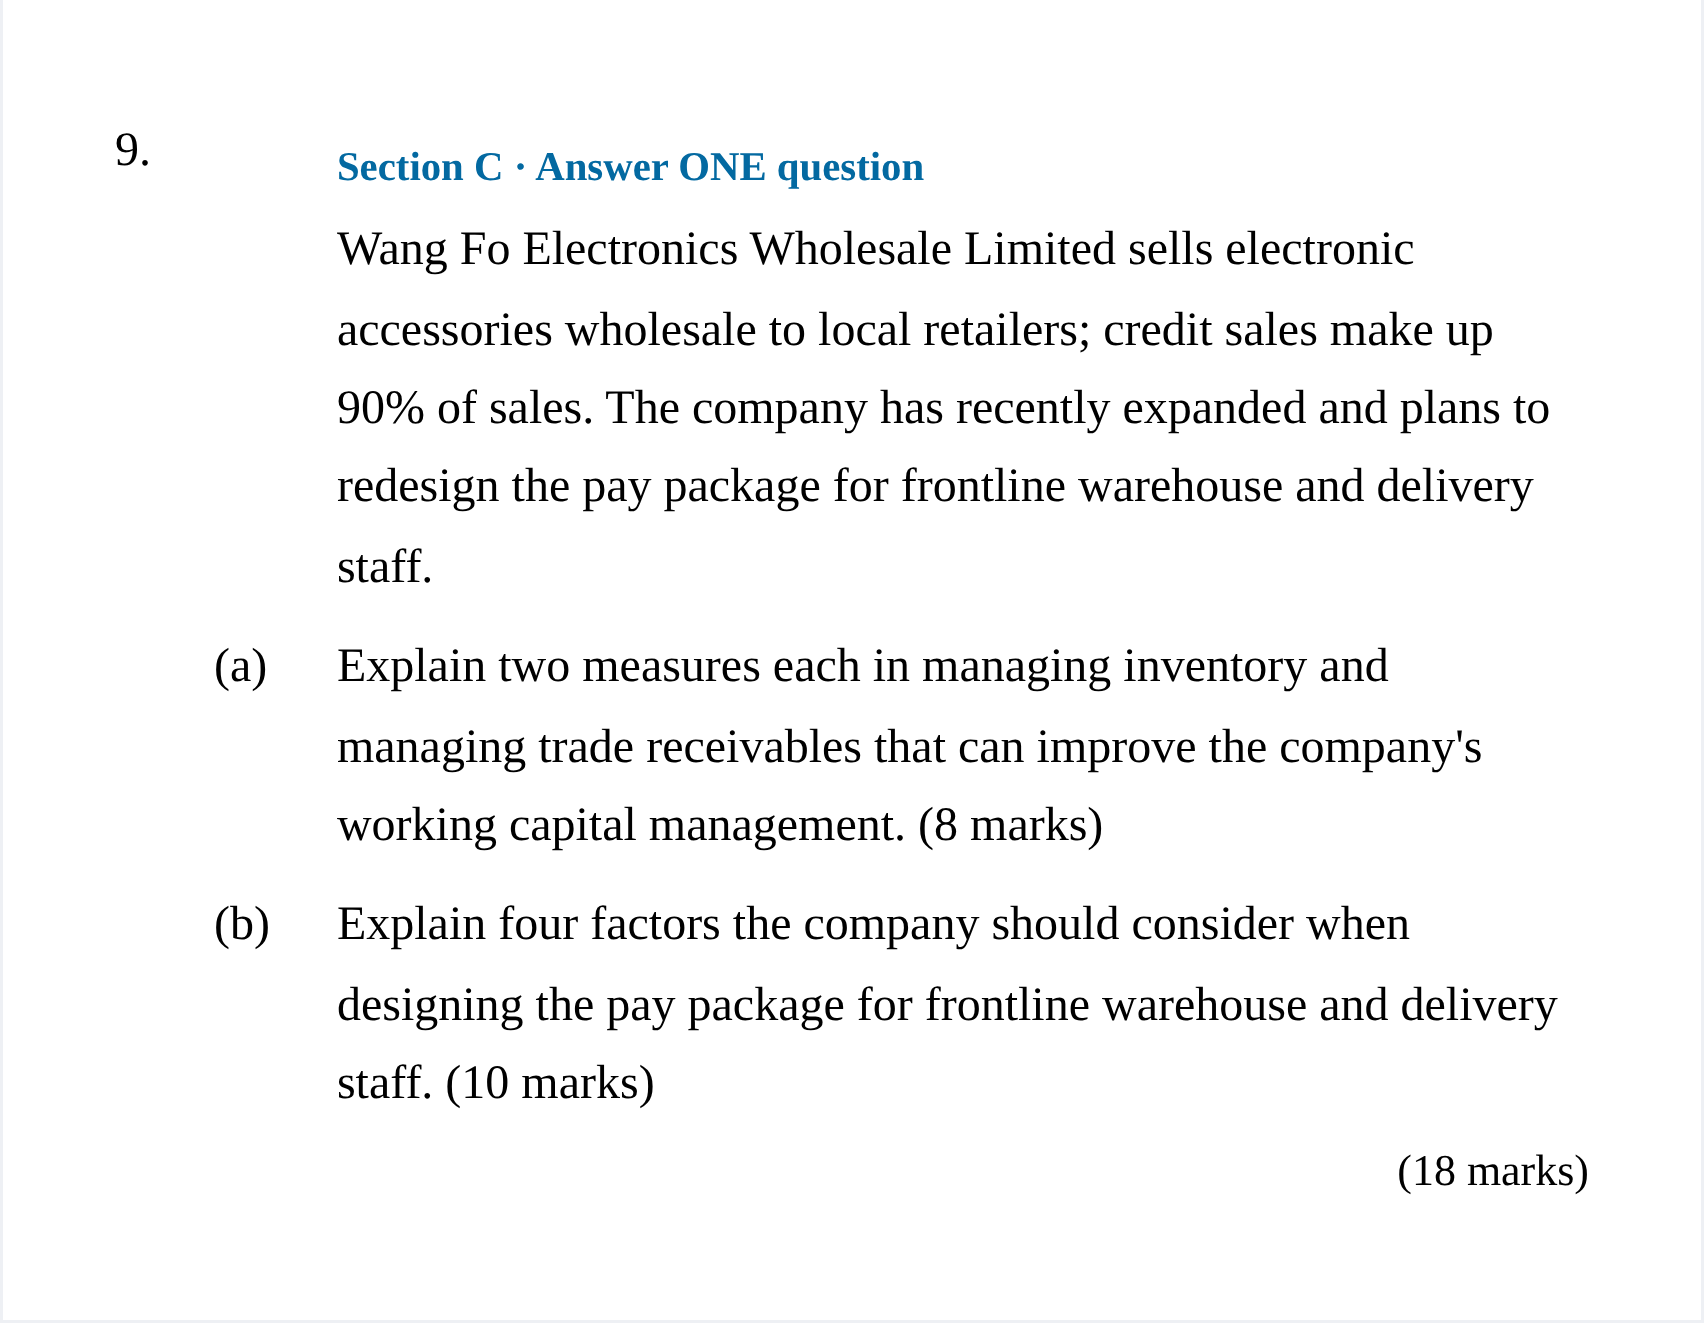 9.
Section C · Answer ONE question
Wang Fo Electronics Wholesale Limited sells electronic
accessories wholesale to local retailers; credit sales make up
90% of sales. The company has recently expanded and plans to
redesign the pay package for frontline warehouse and delivery
staff.
(a) Explain two measures each in managing inventory and
managing trade receivables that can improve the company's
working capital management. (8 marks)
(b) Explain four factors the company should consider when
designing the pay package for frontline warehouse and delivery
staff. (10 marks)
(18 marks)